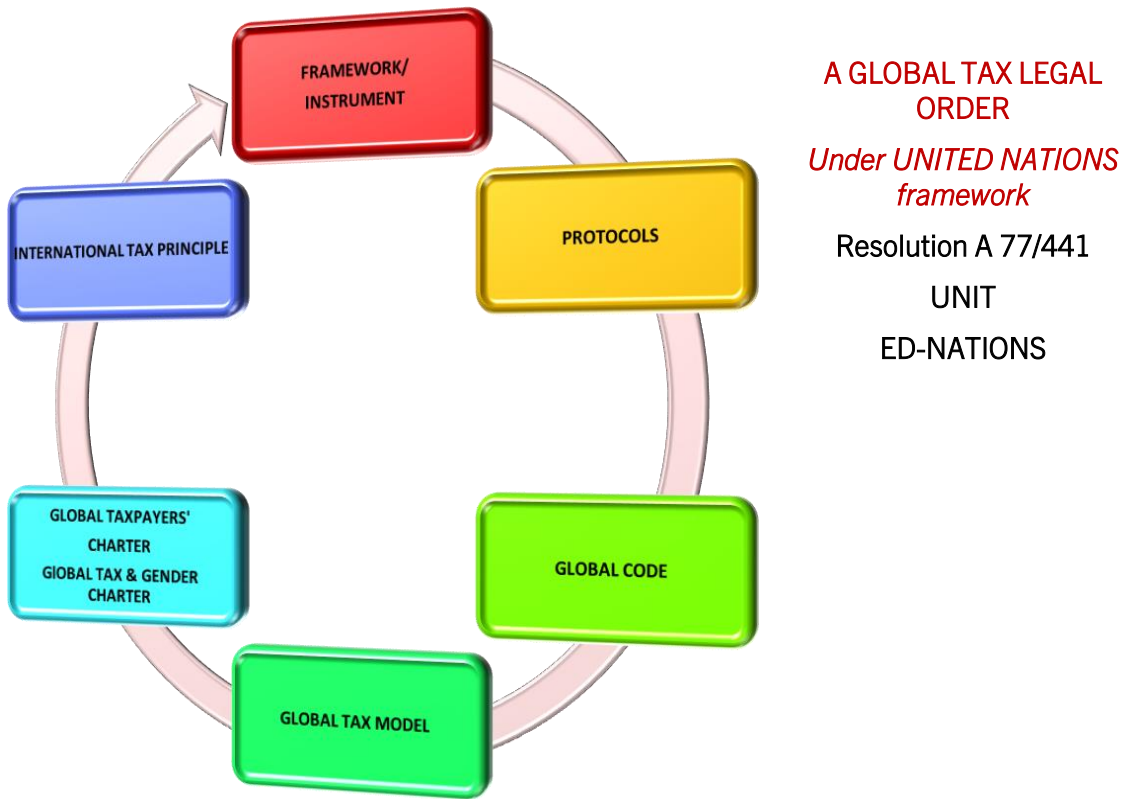 FRAMEWORK/
INSTRUMENT
PROTOCOLS
GLOBAL CODE
GLOBAL TAX MODEL
GLOBAL TAXPAYERS'
CHARTER
GlOBAL TAX & GENDER
CHARTER
INTERNATIONAL TAX PRINCIPLE
A GLOBAL TAX LEGAL
ORDER
Under UNITED NATIONS
framework
Resolution A 77/441
UNIT
ED-NATIONS